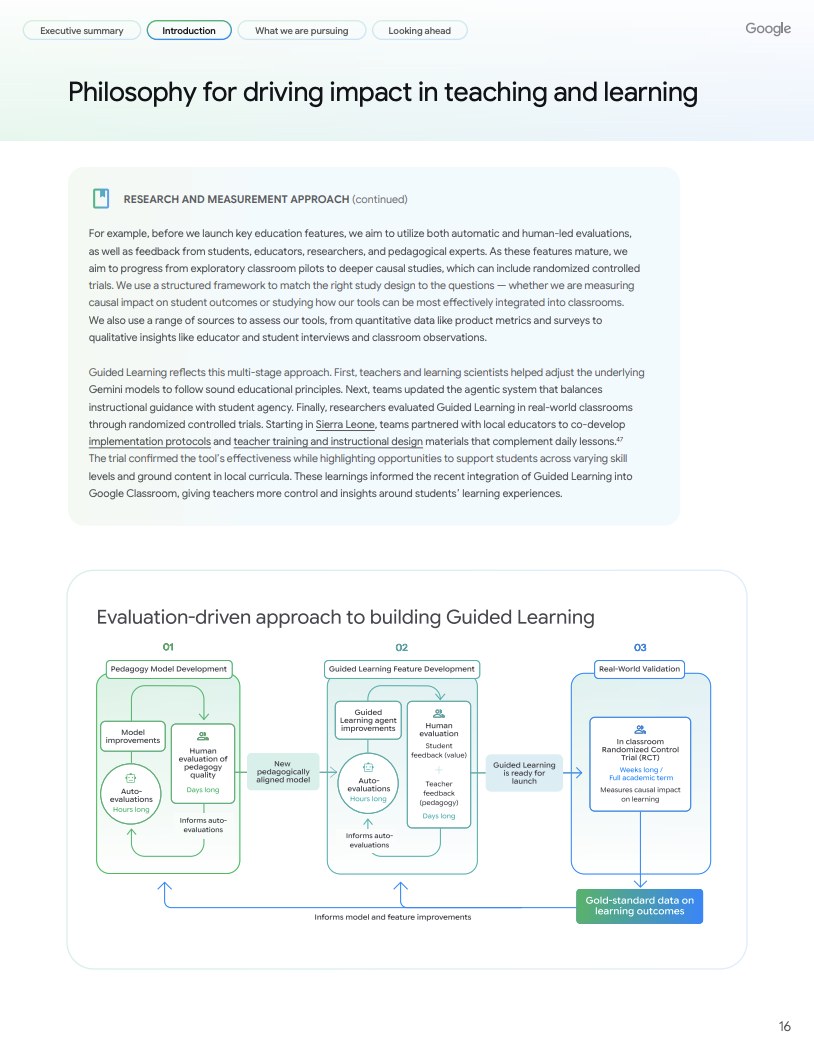 Executive summary
Introduction
What we are pursuing
Looking ahead
Google
Philosophy for driving impact in teaching and learning
RESEARCH AND MEASUREMENT APPROACH (continued)
For example, before we launch key education features, we aim to utilize both automatic and human-led evaluations,
as well as feedback from students, educators, researchers, and pedagogical experts. As these features mature, we
aim to progress from exploratory classroom pilots to deeper causal studies, which can include randomized controlled
trials. We use a structured framework to match the right study design to the questions — whether we are measuring
causal impact on student outcomes or studying how our tools can be most effectively integrated into classrooms.
We also use a range of sources to assess our tools, from quantitative data like product metrics and surveys to
qualitative insights like educator and student interviews and classroom observations.
Guided Learning reflects this multi-stage approach. First, teachers and learning scientists helped adjust the underlying
Gemini models to follow sound educational principles. Next, teams updated the agentic system that balances
instructional guidance with student agency. Finally, researchers evaluated Guided Learning in real-world classrooms
through randomized controlled trials. Starting in Sierra Leone, teams partnered with local educators to co-develop
implementation protocols and teacher training and instructional design materials that complement daily lessons.47
The trial confirmed the tool's effectiveness while highlighting opportunities to support students across varying skill
levels and ground content in local curricula. These learnings informed the recent integration of Guided Learning into
Google Classroom, giving teachers more control and insights around students' learning experiences.
Evaluation-driven approach to building Guided Learning
01
Pedagogy Model Development
Model
improvements
Human
evaluation of
pedagogy
quality
Days long
Auto-
evaluations
Hours long
Informs auto-
evaluations
New
pedagogically
aligned model
02
Guided Learning Feature Development
Guided
Learning agent
improvements
Human
evaluation
Student
feedback (value)
+
Teacher
feedback
(pedagogy)
Days long
Auto-
evaluations
Hours long
Informs auto-
evaluations
Guided Learning
is ready for
launch
03
Real-World Validation
In classroom
Randomized Control
Trial (RCT)
Weeks long /
Full academic term
Measures causal impact
on learning
Gold-standard data on
learning outcomes
Informs model and feature improvements
16